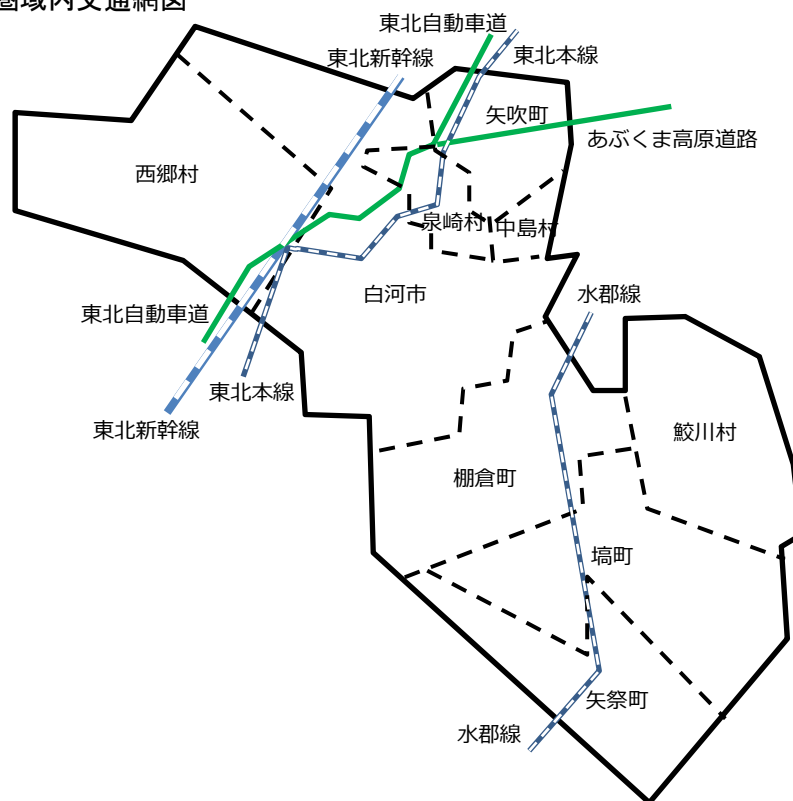 圏域内交通網図
東北自動車道
東北新幹線
東北本線
矢吹町
あぶくま高原道路
西郷村
泉崎村
中島村
白河市
水郡線
東北自動車道
東北本線
東北新幹線
鮫川村
棚倉町
塙町
矢祭町
水郡線